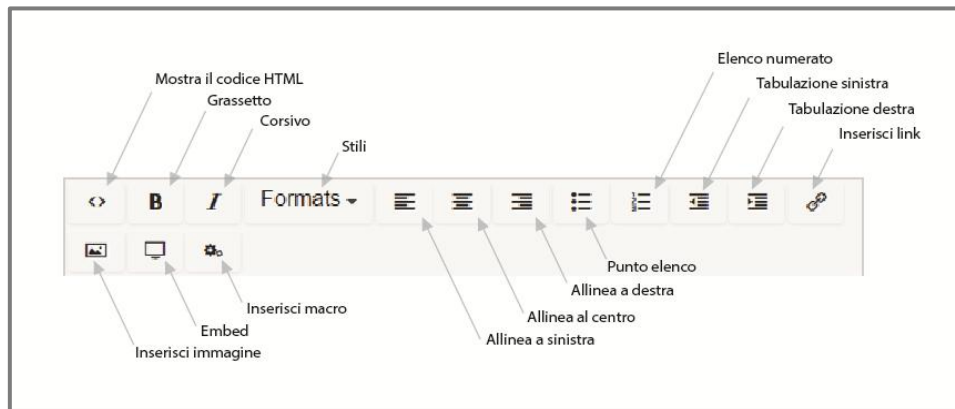 Elenco numerato
Tabulazione sinistra
Mostra il codice HTML
Grassetto
Tabulazione destra
Corsivo
Inserisci link
Stili
<> B I Formats
Punto elenco
Allinea a destra
Inserisci macro
Allinea al centro
Embed
Allinea a sinistra
Inserisci immagine